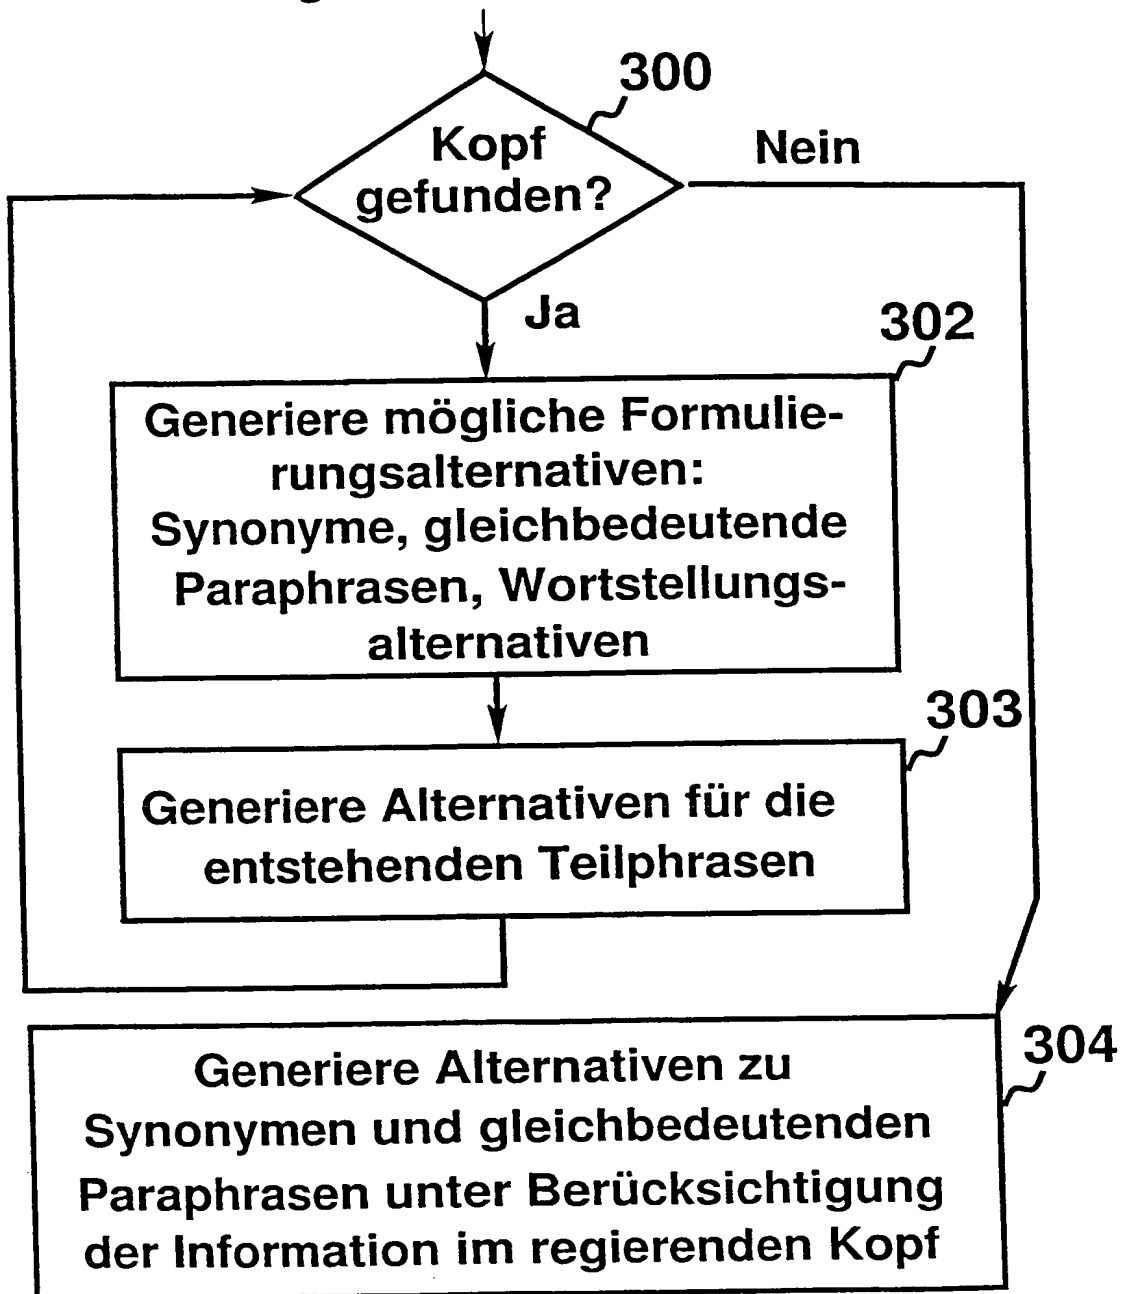 300
Kopf
gefunden?
Nein
Ja
302
Generiere mögliche Formulie-
rungsalternativen:
Synonyme, gleichbedeutende
Paraphrasen, Wortstellungs-
alternativen
303
Generiere Alternativen für die
entstehenden Teilphrasen
304
Generiere Alternativen zu
Synonymen und gleichbedeutenden
Paraphrasen unter Berücksichtigung
der Information im regierenden Kopf